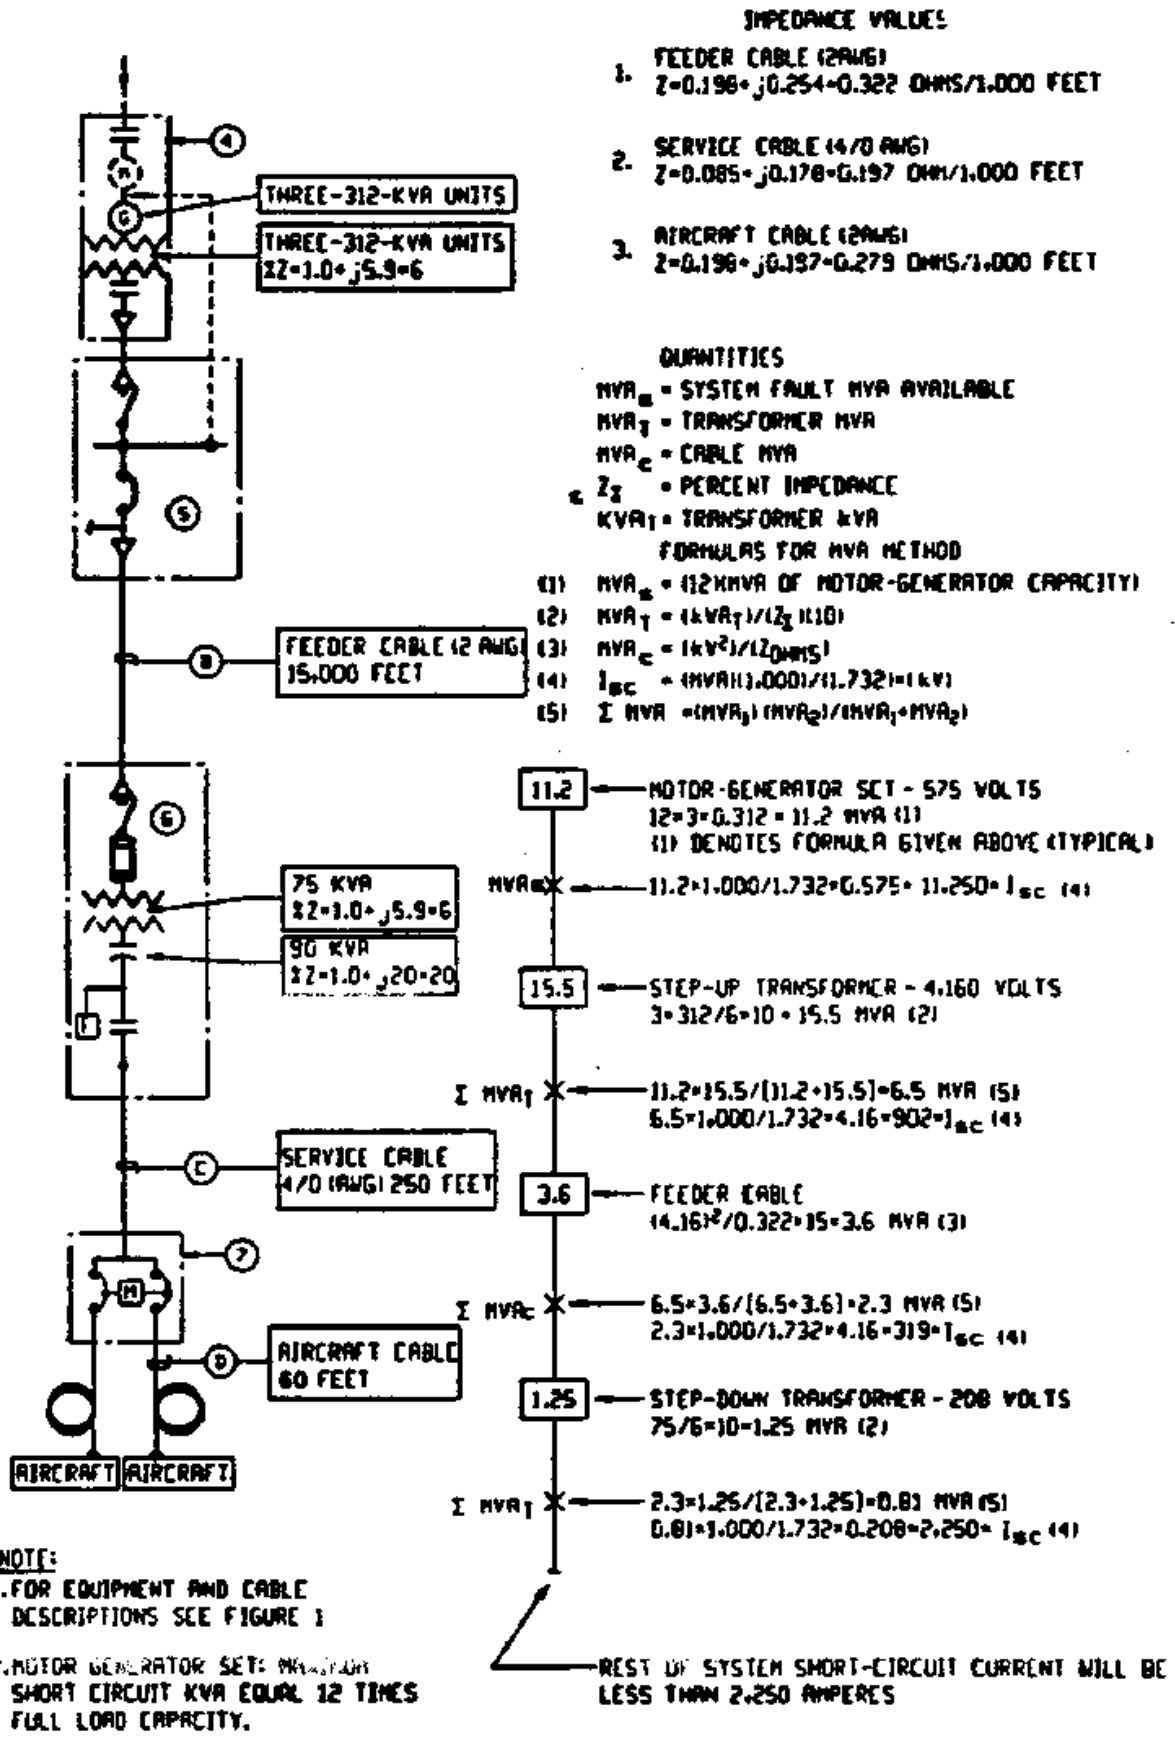 IMPEDANCE VALUES
1. FEEDER CABLE (2AWG)
Z=0.196+j0.254=0.322 OHMS/1,000 FEET
2. SERVICE CABLE (4/0 AWG)
Z=0.085+j0.178=0.197 OHM/1,000 FEET
3. AIRCRAFT CABLE (2AWG)
Z=0.196+j0.197=0.279 OHMS/1,000 FEET
4
M
G
THREE-312-KVA UNITS
THREE-312-KVA UNITS
%Z=1.0+j5.9=6
5
B
FEEDER CABLE (2 AWG)
15,000 FEET
6
75 KVA
%Z=1.0+j5.9=6
90 KVA
%Z=1.0+j20=20
C
SERVICE CABLE
4/0 (AWG) 250 FEET
7
M
D
AIRCRAFT CABLE
60 FEET
AIRCRAFT
AIRCRAFT
QUANTITIES
MVA = SYSTEM FAULT MVA AVAILABLE
MVAT = TRANSFORMER MVA
MVAC = CABLE MVA
= PERCENT IMPEDANCE
KVAT = TRANSFORMER kVA
FORMULAS FOR MVA METHOD
(1) MVA = (12)(MVA OF MOTOR-GENERATOR CAPACITY)
(2) MVAT = (kVAT)/(Z%)(10)
(3) MVAC = (kV²)/(ZOHMS)
(4) Isc = (MVA)(1,000)/(1.732)×(kV)
(5) Σ MVA =(MVA1)(MVA2)/(MVA1+MVA2)
11.2
MOTOR-GENERATOR SET - 575 VOLTS
12×3×0.312 = 11.2 MVA (1)
(1) DENOTES FORMULA GIVEN ABOVE (TYPICAL)
MVA
11.2×1,000/1.732×0.575= 11,250= Isc (4)
15.5
STEP-UP TRANSFORMER - 4,160 VOLTS
3×312/6×10 = 15.5 MVA (2)
Σ MVAT
11.2×15.5/[11.2+15.5]=6.5 MVA (5)
6.5×1,000/1.732×4.16=902=Isc (4)
3.6
FEEDER CABLE
(4.16)²/0.322×15=3.6 MVA (3)
Σ MVAC
6.5×3.6/[6.5+3.6]=2.3 MVA (5)
2.3×1,000/1.732×4.16=319=Isc (4)
1.25
STEP-DOWN TRANSFORMER - 208 VOLTS
75/6×10=1.25 MVA (2)
Σ MVAT
2.3×1.25/[2.3+1.25]=0.81 MVA (5)
0.81×1,000/1.732×0.208=2,250= Isc (4)
REST OF SYSTEM SHORT-CIRCUIT CURRENT WILL BE
LESS THAN 2,250 AMPERES
NOTE:
.FOR EQUIPMENT AND CABLE
DESCRIPTIONS SEE FIGURE 1
.MOTOR GENERATOR SET: MAXIMUM
SHORT CIRCUIT KVA EQUAL 12 TIMES
FULL LOAD CAPACITY.